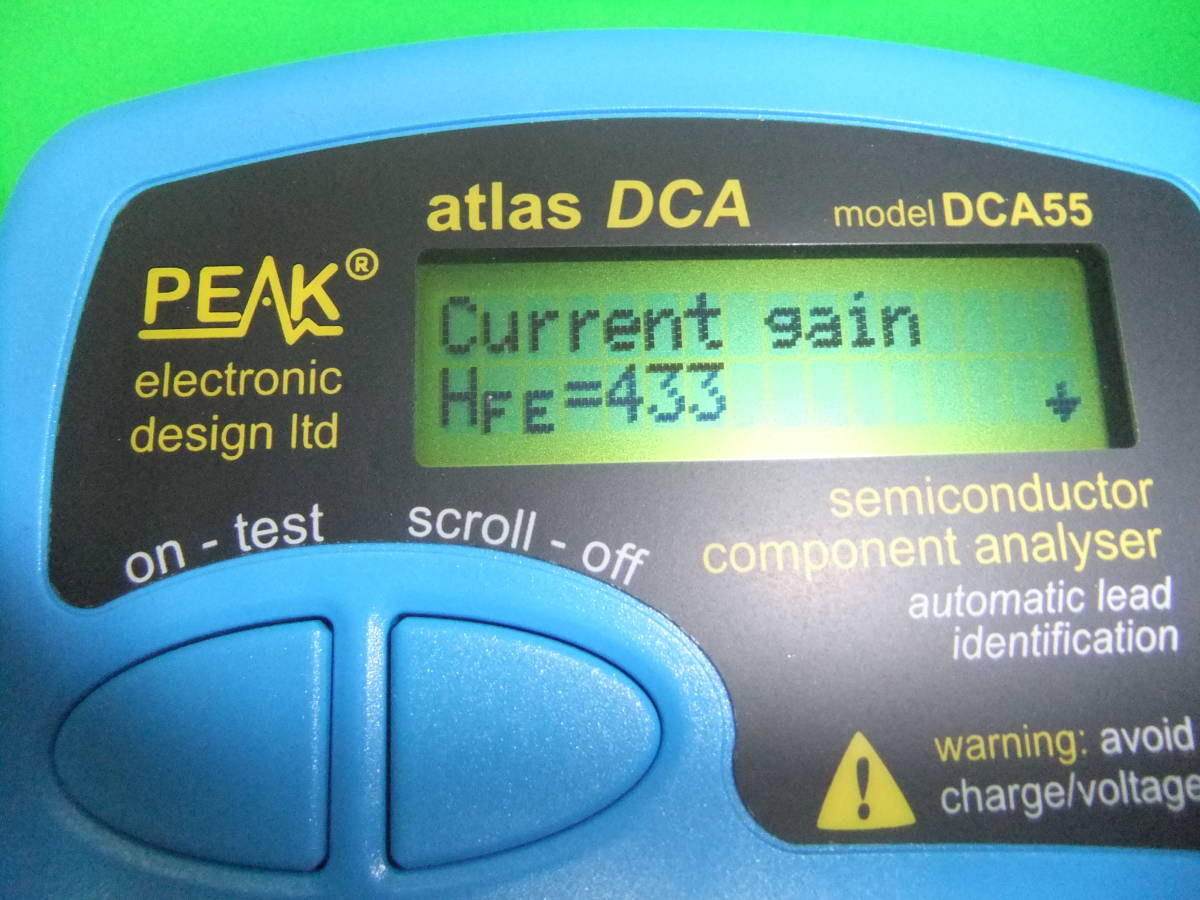 atlas DCA
model DCA55
PEAK®
electronic
design ltd
Current gain
HFE=433
on - test
scroll - off
semiconductor
component analyser
automatic lead
identification
warning: avoid
charge/voltage